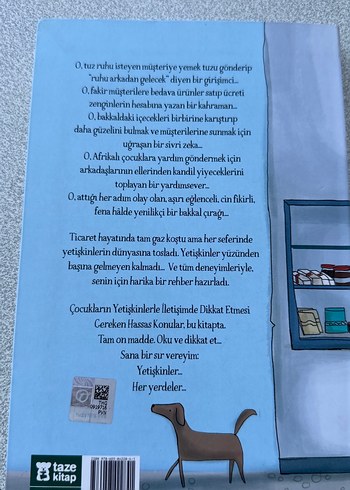 O, tuz ruhu isteyen müşteriye yemek tuzu gönderip
"ruhu arkadan gelecek" diyen bir girişimci...
O, fakir müşterilere bedava ürünler satıp ücreti
zenginlerin hesabına yazan bir kahraman...
O, bakkaldaki içecekleri birbirine karıştırıp
daha güzelini bulmak ve müşterilerine sunmak için
uğraşan bir sivri zeka...
O, Afrikalı çocuklara yardım göndermek için
arkadaşlarının ellerinden kandil yiyeceklerini
toplayan bir yardımsever...
O, attığı her adım olay olan, aşırı eğlenceli, cin fikirli,
fena hâlde yenilikçi bir bakkal çırağı...
Ticaret hayatında tam gaz koştu ama her seferinde
yetişkinlerin dünyasına tosladı. Yetişkinler yüzünden
başına gelmeyen kalmadı... Ve tüm deneyimleriyle,
senin için harika bir rehber hazırladı.
Çocukların Yetişkinlerle İletişimde Dikkat Etmesi
Gereken Hassas Konular, bu kitapta.
Tam on madde. Oku ve dikkat et...
Sana bir sır vereyim:
Yetişkinler...
Her yerdeler...
taze
kitap